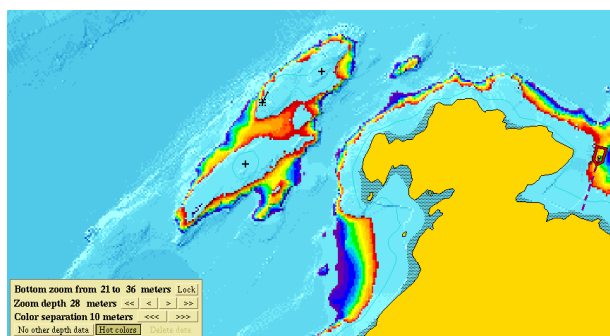 Bottom zoom from 21 to 36 meters Lock
Zoom depth 28 meters << < > >>
Color separation 10 meters <<< >>>
No other depth data Hot colors Delete data